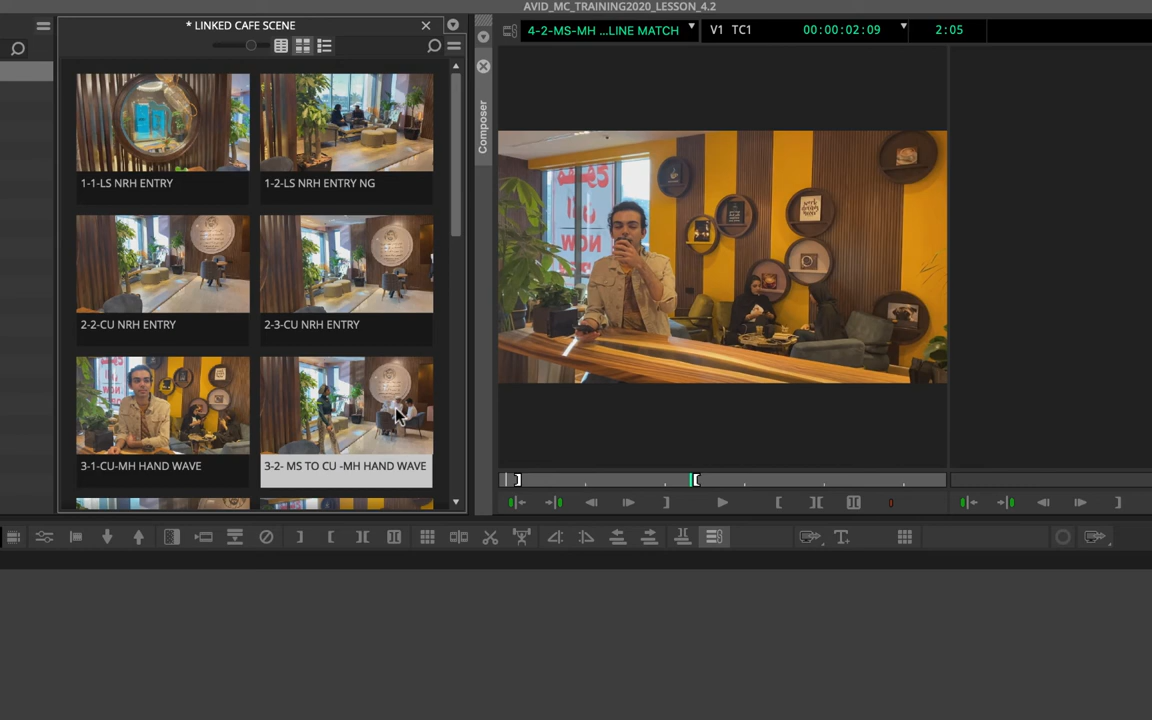 AVID_MC_TRAINING2020_LESSON_4.2
* LINKED CAFE SCENE
4-2-MS-MH ...LINE MATCH
V1 TC1
00:00:02:09
2:05
Composer
1-1-LS NRH ENTRY
1-2-LS NRH ENTRY NG
2-2-CU NRH ENTRY
2-3-CU NRH ENTRY
3-1-CU-MH HAND WAVE
3-2- MS TO CU -MH HAND WAVE
NOW